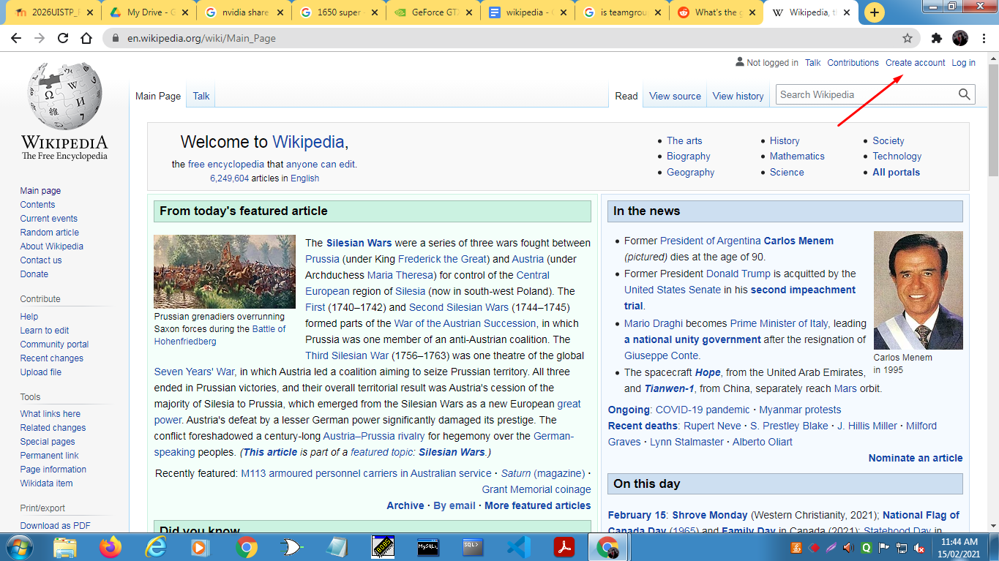 2026UISTP_F
My Drive - G
nvidia share
1650 super -
GeForce GTX
wikipedia - G
is teamgrou
What's the g
Wikipedia, t
en.wikipedia.org/wiki/Main_Page
Not logged in Talk Contributions Create account Log in
Main Page Talk Read View source View history Search Wikipedia
WIKIPEDIA
The Free Encyclopedia
Main page
Contents
Current events
Random article
About Wikipedia
Contact us
Donate
Contribute
Help
Learn to edit
Community portal
Recent changes
Upload file
Tools
What links here
Related changes
Special pages
Permanent link
Page information
Wikidata item
Print/export
Download as PDF
Welcome to Wikipedia,
the free encyclopedia that anyone can edit.
6,249,604 articles in English
• The arts
• Biography
• Geography
• History
• Mathematics
• Science
• Society
• Technology
• All portals
From today's featured article
Prussian grenadiers overrunning
Saxon forces during the Battle of
Hohenfriedberg
The Silesian Wars were a series of three wars fought between
Prussia (under King Frederick the Great) and Austria (under
Archduchess Maria Theresa) for control of the Central
European region of Silesia (now in south-west Poland). The
First (1740–1742) and Second Silesian Wars (1744–1745)
formed parts of the War of the Austrian Succession, in which
Prussia was one member of an anti-Austrian coalition. The
Third Silesian War (1756–1763) was one theatre of the global
Seven Years' War, in which Austria led a coalition aiming to seize Prussian territory. All three
ended in Prussian victories, and their overall territorial result was Austria's cession of the
majority of Silesia to Prussia, which emerged from the Silesian Wars as a new European great
power. Austria's defeat by a lesser German power significantly damaged its prestige. The
conflict foreshadowed a century-long Austria–Prussia rivalry for hegemony over the German-
speaking peoples. (This article is part of a featured topic: Silesian Wars.)
Recently featured: M113 armoured personnel carriers in Australian service · Saturn (magazine) ·
Grant Memorial coinage
Archive · By email · More featured articles
Did you know
In the news
• Former President of Argentina Carlos Menem
(pictured) dies at the age of 90.
• Former President Donald Trump is acquitted by the
United States Senate in his second impeachment
trial.
• Mario Draghi becomes Prime Minister of Italy, leading
a national unity government after the resignation of
Giuseppe Conte.
• The spacecraft Hope, from the United Arab Emirates,
and Tianwen-1, from China, separately reach Mars orbit.
Carlos Menem
in 1995
Ongoing: COVID-19 pandemic · Myanmar protests
Recent deaths: Rupert Neve · S. Prestley Blake · J. Hillis Miller · Milford
Graves · Lynn Stalmaster · Alberto Oliart
Nominate an article
On this day
February 15: Shrove Monday (Western Christianity, 2021); National Flag of
Canada Day (1965) and Family Day in Canada (2021); Statehood Day in
MySQL
SQL>
11:44 AM
15/02/2021